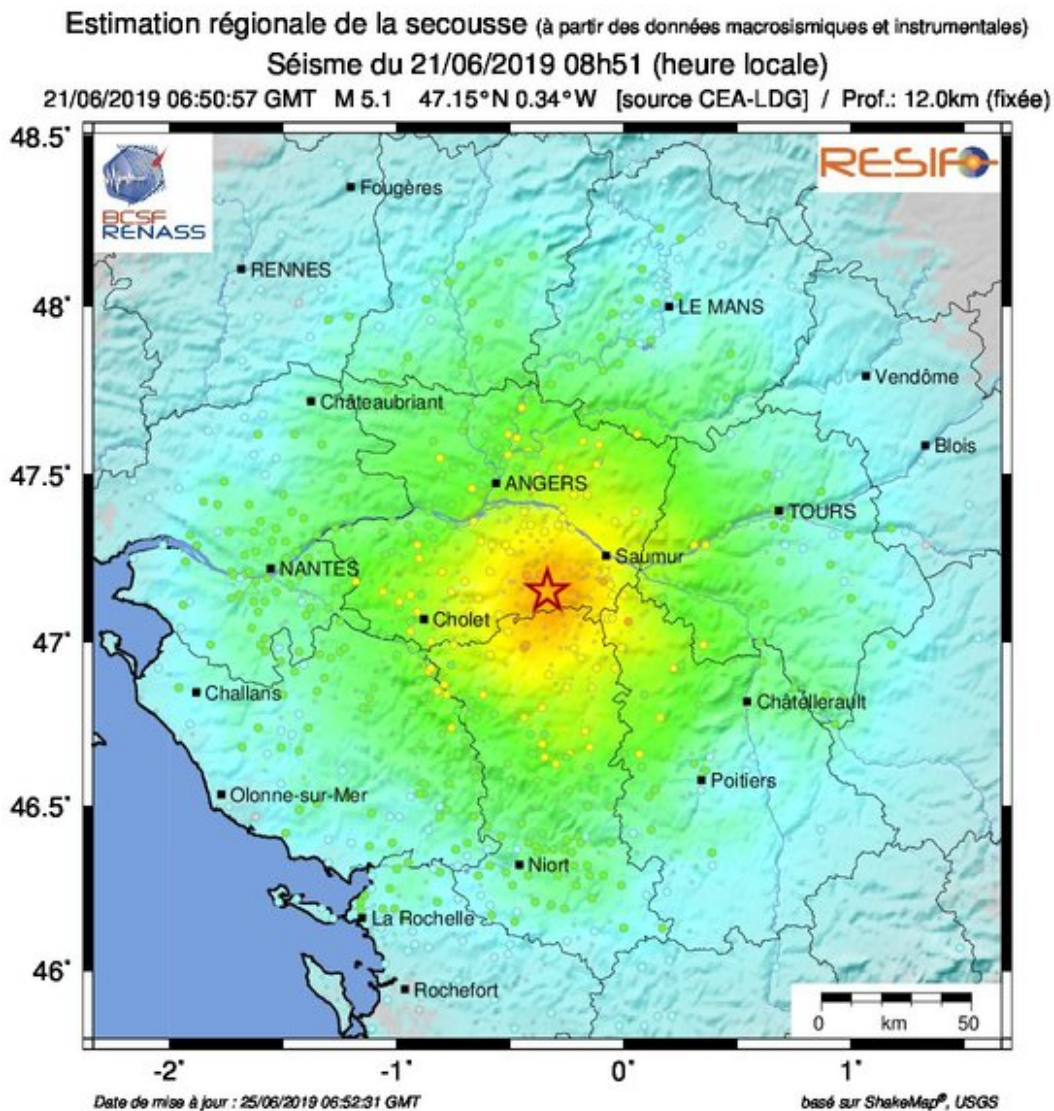 Estimation régionale de la secousse (à partir des données macrosismiques et instrumentales)
Séisme du 21/06/2019 08h51 (heure locale)
21/06/2019 06:50:57 GMT M 5.1 47.15°N 0.34°W [source CEA-LDG] / Prof.: 12.0km (fixée)
48.5°
BCSF
RENASS
RESIF
Fougères
RENNES
48°
LE MANS
Vendôme
Châteaubriant
Blois
47.5°
ANGERS
TOURS
Saumur
NANTES
Cholet
47°
Challans
Châtellerault
Poitiers
Olonne-sur-Mer
46.5°
Niort
La Rochelle
46°
Rochefort
0 km 50
-2° -1° 0° 1°
Date de mise à jour : 25/06/2019 06:52:31 GMT
basé sur ShakeMap®, USGS